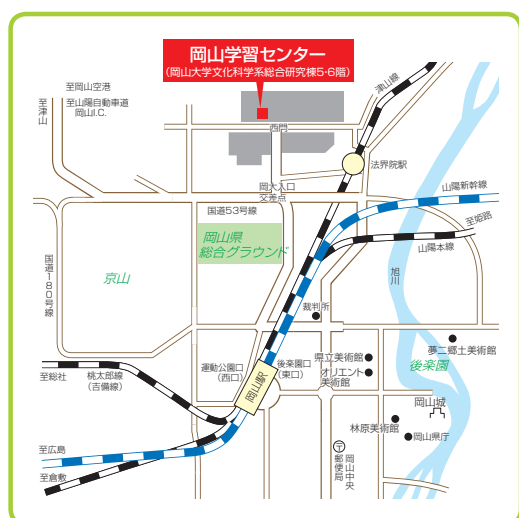 岡山学習センター
(岡山大学文化科学系総合研究棟5・6階)
至岡山空港
至山陽自動車道
岡山I.C.
至津山
津山線
西門
法界院駅
岡大入口
交差点
山陽新幹線
国道53号線
至姫路
岡山県
総合グラウンド
山陽本線
旭川
国道180号線
京山
裁判所
夢二郷土美術館
後楽園
運動公園口
(西口)
後楽園口
(東口)
県立美術館
オリエント
美術館
至総社
桃太郎線
(吉備線)
岡山駅
岡山城
林原美術館
岡山県庁
岡山中央
郵便局
至広島
至倉敷